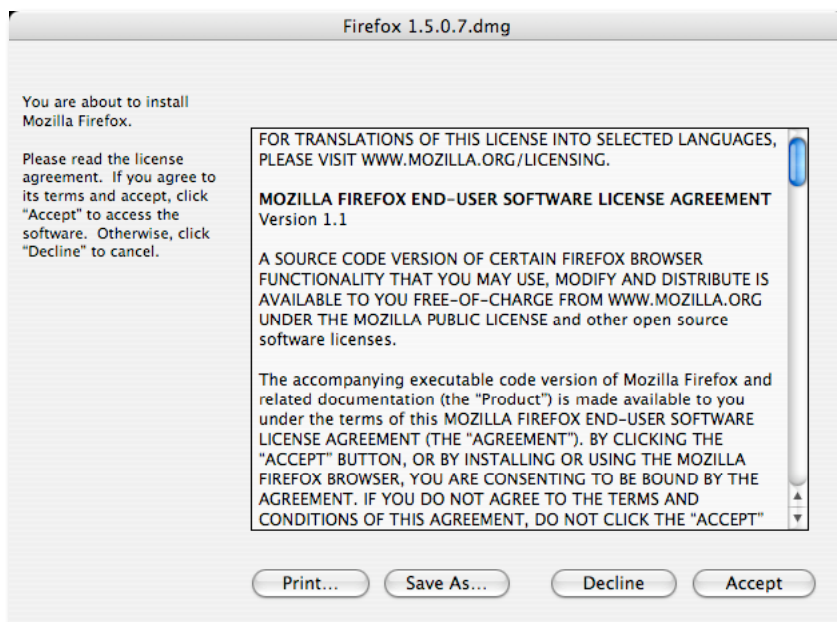 Firefox 1.5.0.7.dmg
You are about to install
Mozilla Firefox.
Please read the license
agreement. If you agree to
its terms and accept, click
“Accept” to access the
software. Otherwise, click
“Decline” to cancel.
FOR TRANSLATIONS OF THIS LICENSE INTO SELECTED LANGUAGES,
PLEASE VISIT WWW.MOZILLA.ORG/LICENSING.
MOZILLA FIREFOX END-USER SOFTWARE LICENSE AGREEMENT
Version 1.1
A SOURCE CODE VERSION OF CERTAIN FIREFOX BROWSER
FUNCTIONALITY THAT YOU MAY USE, MODIFY AND DISTRIBUTE IS
AVAILABLE TO YOU FREE-OF-CHARGE FROM WWW.MOZILLA.ORG
UNDER THE MOZILLA PUBLIC LICENSE and other open source
software licenses.
The accompanying executable code version of Mozilla Firefox and
related documentation (the “Product”) is made available to you
under the terms of this MOZILLA FIREFOX END-USER SOFTWARE
LICENSE AGREEMENT (THE “AGREEMENT”). BY CLICKING THE
“ACCEPT” BUTTON, OR BY INSTALLING OR USING THE MOZILLA
FIREFOX BROWSER, YOU ARE CONSENTING TO BE BOUND BY THE
AGREEMENT. IF YOU DO NOT AGREE TO THE TERMS AND
CONDITIONS OF THIS AGREEMENT, DO NOT CLICK THE “ACCEPT”
Print... Save As... Decline Accept